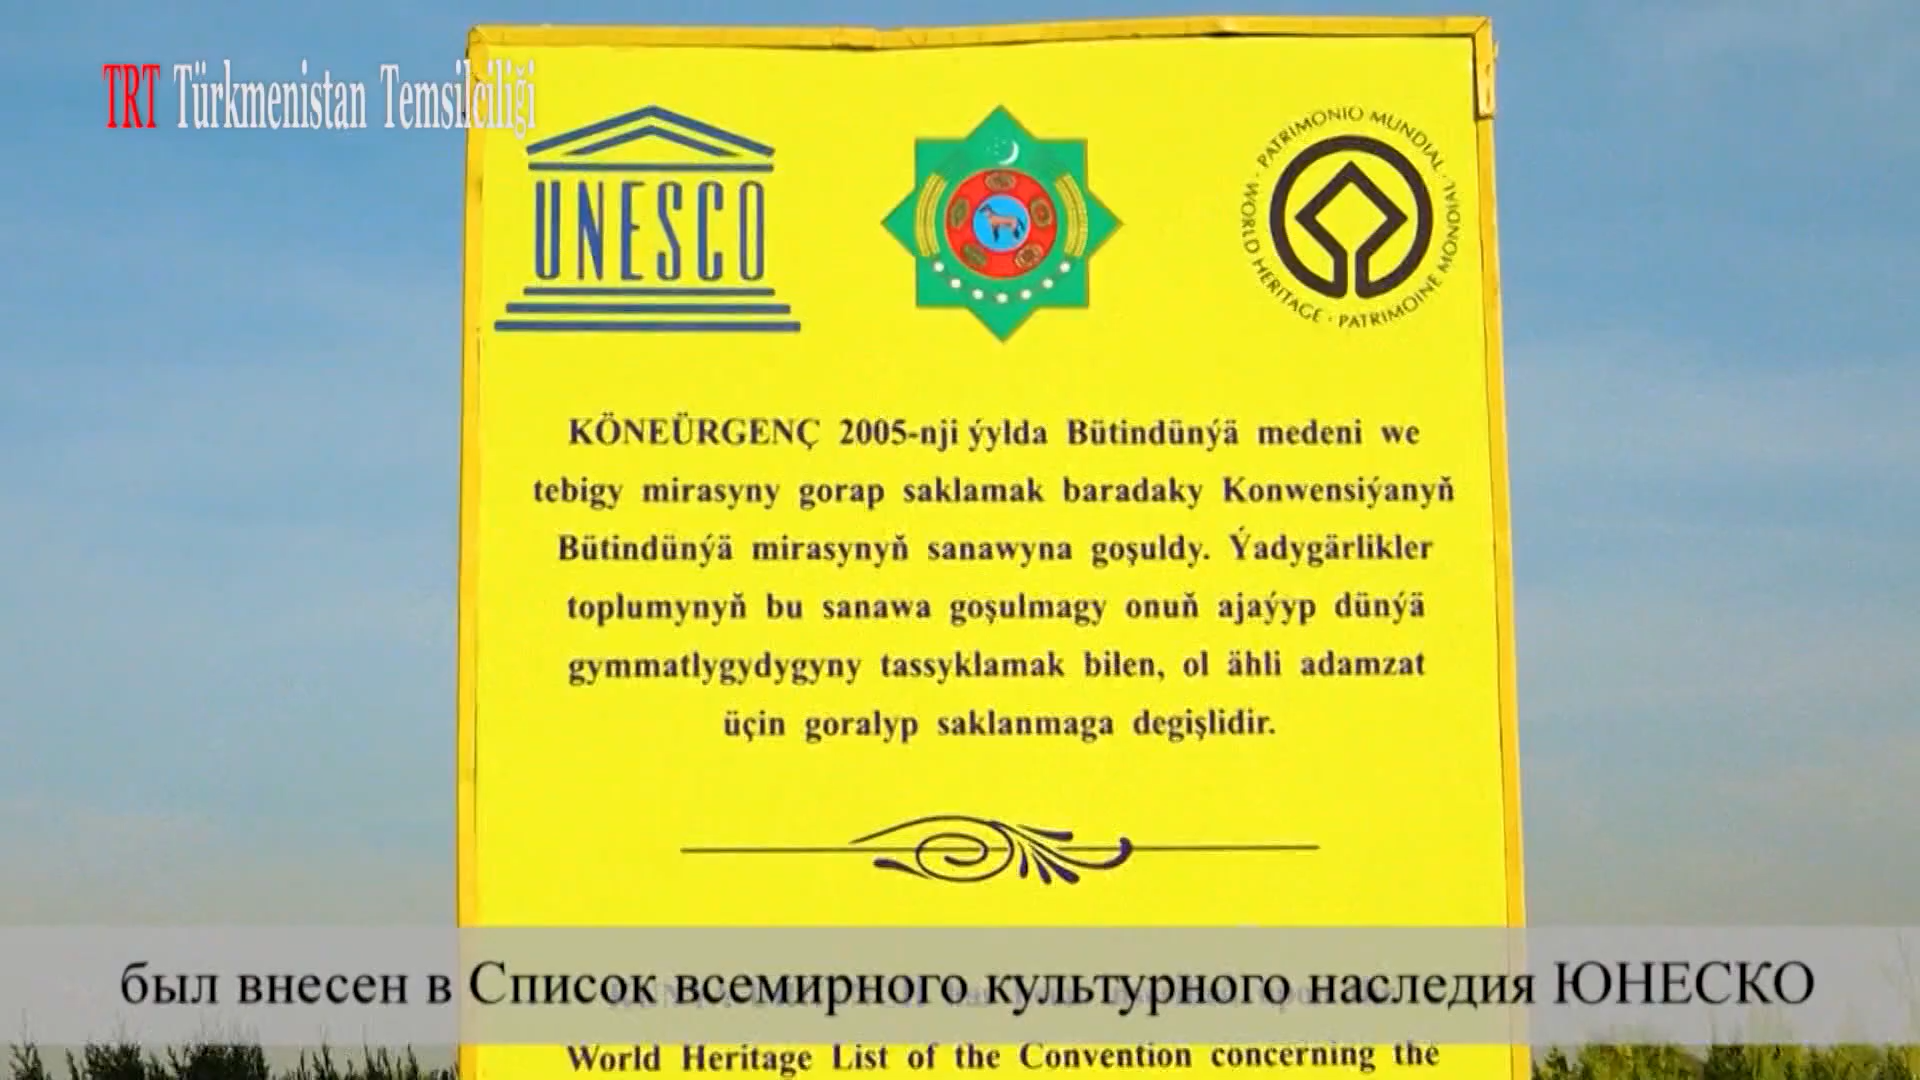 TRT Türkmenistan Temsilciliği
UNESCO
PATRIMONIO MUNDIAL · WORLD HERITAGE · PATRIMOINE MONDIAL ·
KÖNEÜRGENÇ 2005-nji ýylda Bütindünýä medeni we
tebigy mirasyny gorap saklamak baradaky Konwensiýanyň
Bütindünýä mirasynyň sanawyna goşuldy. Ýadygärlikler
toplumynyň bu sanawa goşulmagy onuň ajaýyp dünýä
gymmatlygydygyny tassyklamak bilen, ol ähli adamzat
üçin goralyp saklanmaga degişlidir.
был внесен в Список всемирного культурного наследия ЮНЕСКО
World Heritage List of the Convention concerning the